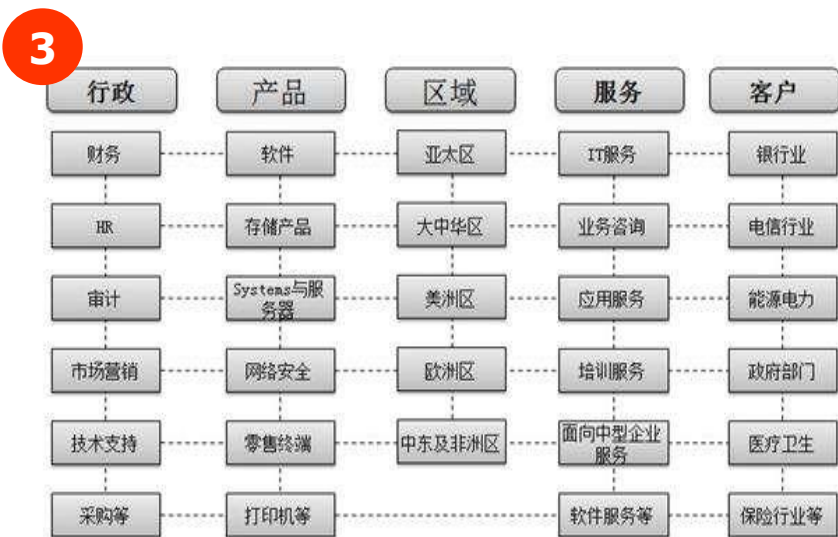 3
行政 产品 区域 服务 客户
财务 软件 亚太区 IT服务 银行业
HR 存储产品 大中华区 业务咨询 电信行业
审计 Systems与服 美洲区 应用服务 能源电力
务器
市场营销 网络安全 欧洲区 培训服务 政府部门
技术支持 零售终端 中东及非洲区 面向中型企业 医疗卫生
服务
采购等 打印机等 软件服务等 保险行业等